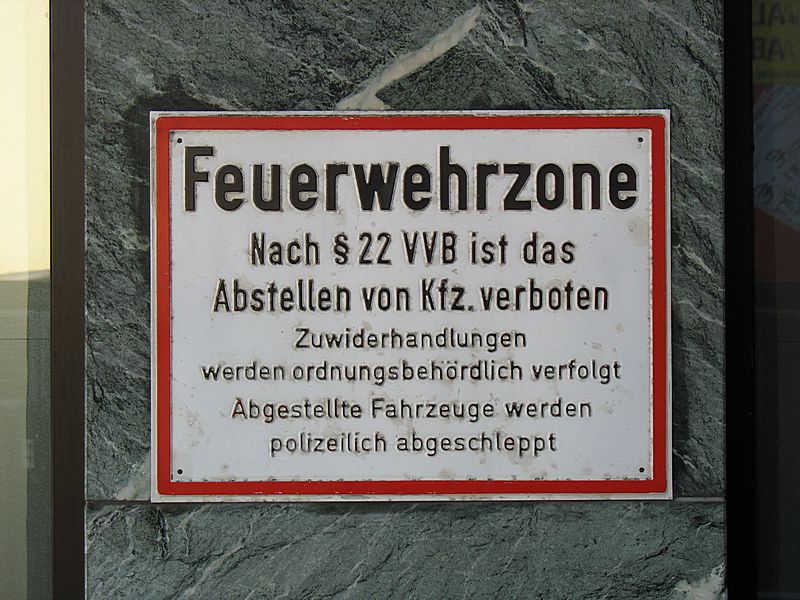 Feuerwehrzone
Nach § 22 VVB ist das
Abstellen von Kfz. verboten
Zuwiderhandlungen
werden ordnungsbehördlich verfolgt
Abgestellte Fahrzeuge werden
polizeilich abgeschleppt